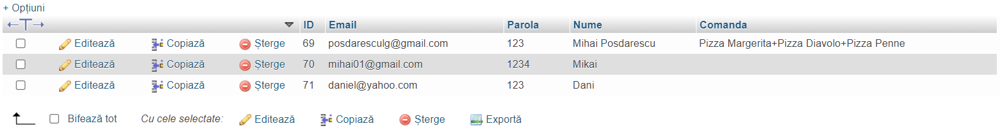 + Opțiuni
ID Email Parola Nume Comanda
Editează Copiază Șterge 69 posdaresculg@gmail.com 123 Mihai Posdarescu Pizza Margerita+Pizza Diavolo+Pizza Penne
Editează Copiază Șterge 70 mihai01@gmail.com 1234 Mikai
Editează Copiază Șterge 71 daniel@yahoo.com 123 Dani
Bifează tot Cu cele selectate: Editează Copiază Șterge Exportă